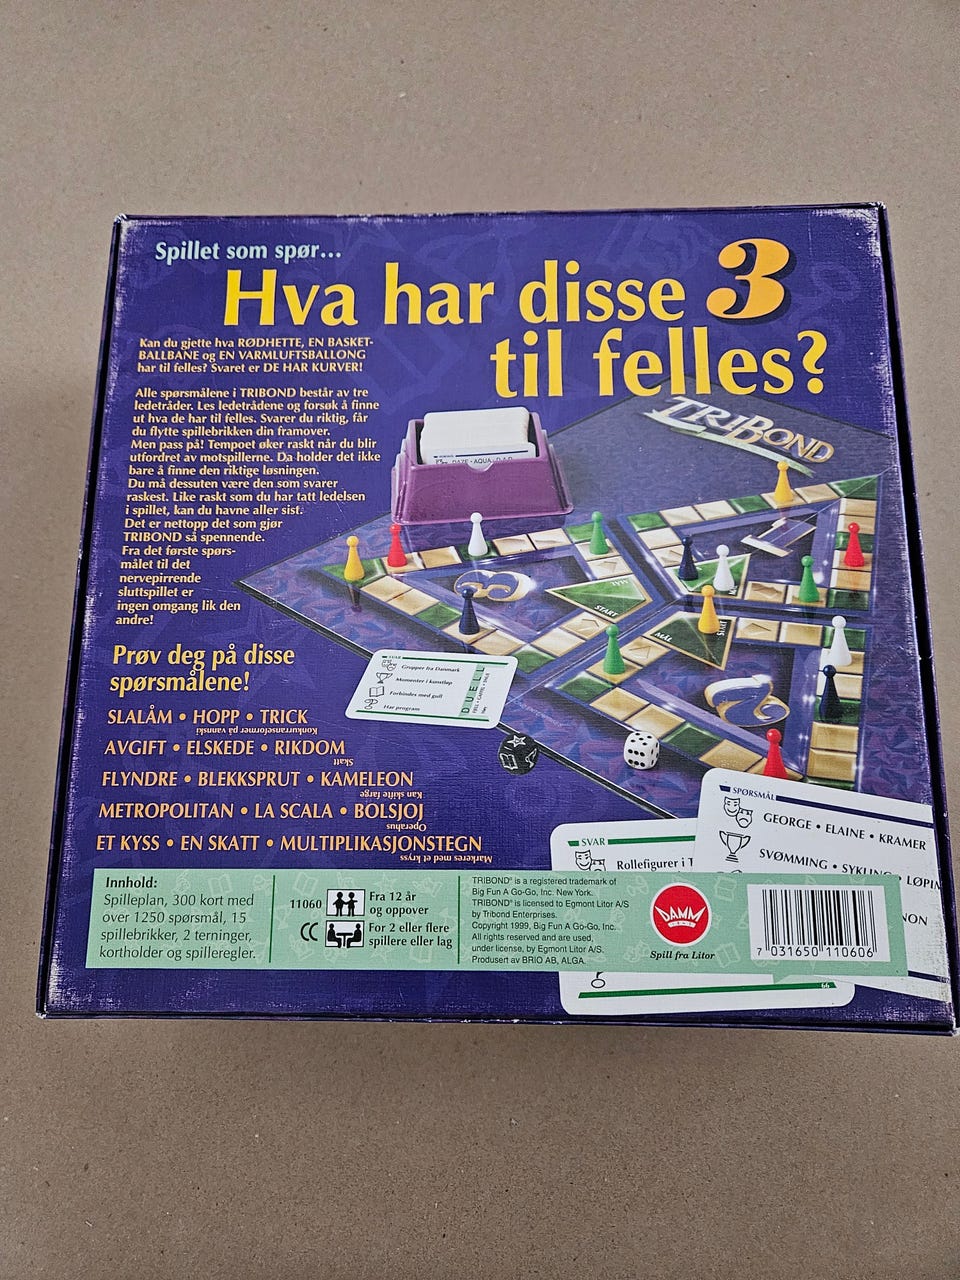 Spillet som spør...
Hva har disse 3
til felles?
Kan du gjette hva RØDHETTE, EN BASKET-
BALLBANE og EN VARMLUFTSBALLONG
har til felles? Svaret er DE HAR KURVER!
Alle spørsmålene i TRIBOND består av tre
ledetråder. Les ledetrådene og forsøk å finne
ut hva de har til felles. Svarer du riktig, får
du flytte spillebrikken din framover.
Men pass på! Tempoet øker raskt når du blir
utfordret av motspillerne. Da holder det ikke
bare å finne den riktige løsningen.
Du må dessuten være den som svarer
raskest. Like raskt som du har tatt ledelsen
i spillet, kan du havne aller sist.
Det er nettopp det som gjør
TRIBOND så spennende.
Fra det første spørs-
målet til det
nervepirrende
sluttspillet er
ingen omgang lik den
andre!
TRIBOND
DAZE • AQUA • D A D
3
MÅL
START
MÅL
START
2
Prøv deg på disse
spørsmålene!
SLALÅM • HOPP • TRICK
Konkurranseformer på vannski
AVGIFT • ELSKEDE • RIKDOM
Skatt
FLYNDRE • BLEKKSPRUT • KAMELEON
Kan skifte farge
METROPOLITAN • LA SCALA • BOLSJOJ
Operahus
ET KYSS • EN SKATT • MULTIPLIKASJONSTEGN
Markeres med et kryss
SVAR
Grupper fra Danmark
Momenter i kunstløp
Forbindes med gull
Har program
D U E L
SPØRSMÅL
GEORGE • ELAINE • KRAMER
SVØMMING • SYKLING • LØPIN
NON
SVAR
Rollefigurer i T
66
Innhold:
Spilleplan, 300 kort med
over 1250 spørsmål, 15
spillebrikker, 2 terninger,
kortholder og spilleregler.
11060
Fra 12 år
og oppover
CE
For 2 eller flere
spillere eller lag
TRIBOND® is a registered trademark of
Big Fun A Go-Go, Inc. New York.
TRIBOND® is licensed to Egmont Litor A/S
by Tribond Enterprises.
Copyright 1999, Big Fun A Go-Go, Inc.
All rights reserved and are used,
under license, by Egmont Litor A/S.
Produsert av BRIO AB, ALGA.
DAMM
Spill fra Litor
7 031650 110606